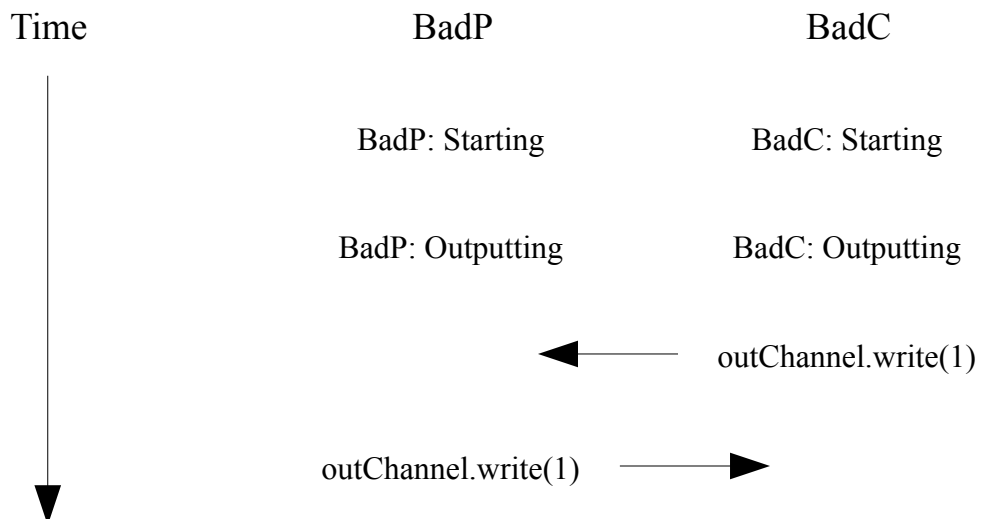 Time BadP BadC
BadP: Starting BadC: Starting
BadP: Outputting BadC: Outputting
outChannel.write(1)
outChannel.write(1)